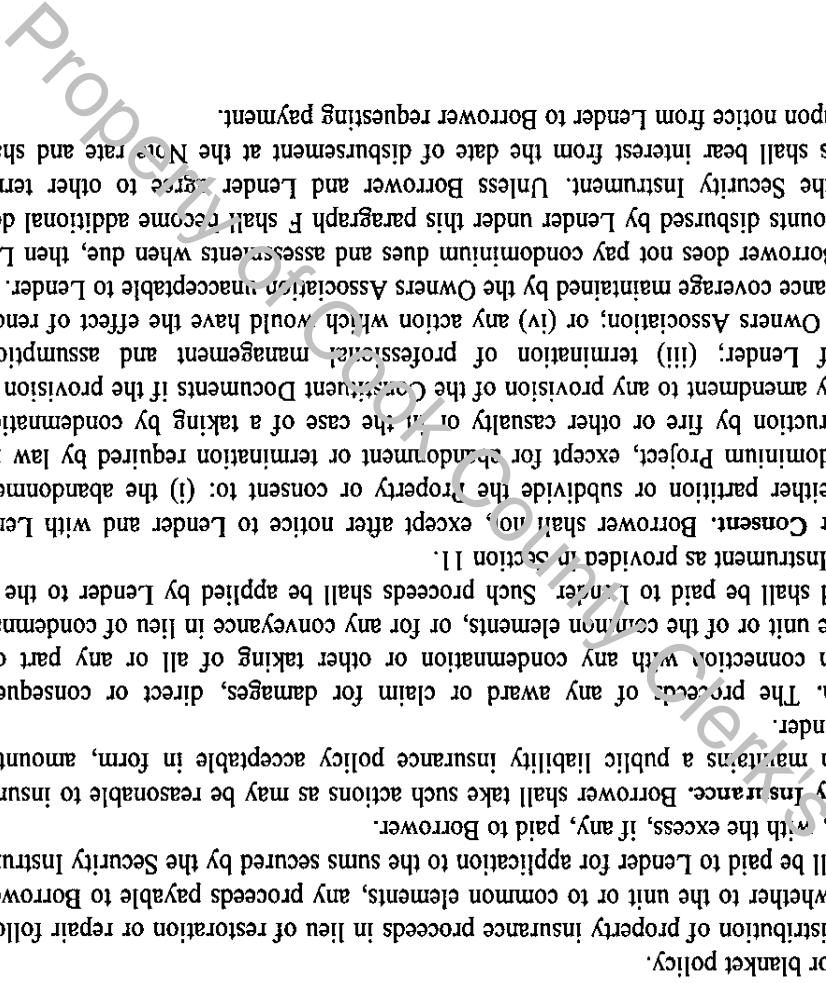 or blanket policy.
istribution of property insurance proceeds in lieu of restoration or repair follo
whether to the unit or to common elements, any proceeds payable to Borrowe
ll be paid to Lender for application to the sums secured by the Security Instru
, with the excess, if any, paid to Borrower.
y Insurance. Borrower shall take such actions as may be reasonable to insur
n maintains a public liability insurance policy acceptable in form, amount
nder.
n. The proceeds of any award or claim for damages, direct or conseque
n connection with any condemnation or other taking of all or any part o
e unit or of the common elements, or for any conveyance in lieu of condemna
d shall be paid to Lender. Such proceeds shall be applied by Lender to the
Instrument as provided in Section 11.
r Consent. Borrower shall not, except after notice to Lender and with Len
either partition or subdivide the Property or consent to: (i) the abandonme
dominium Project, except for abandonment or termination required by law
ruction by fire or other casualty or in the case of a taking by condemnatio
y amendment to any provision of the Constituent Documents if the provision
f Lender; (iii) termination of professional management and assumptio
Owners Association; or (iv) any action which would have the effect of rend
ance coverage maintained by the Owners Association unacceptable to Lender.
Borrower does not pay condominium dues and assessments when due, then L
ounts disbursed by Lender under this paragraph F shall become additional de
he Security Instrument. Unless Borrower and Lender agree to other ter
s shall bear interest from the date of disbursement at the Note rate and sha
upon notice from Lender to Borrower requesting payment.
Property of Cook County Clerk's